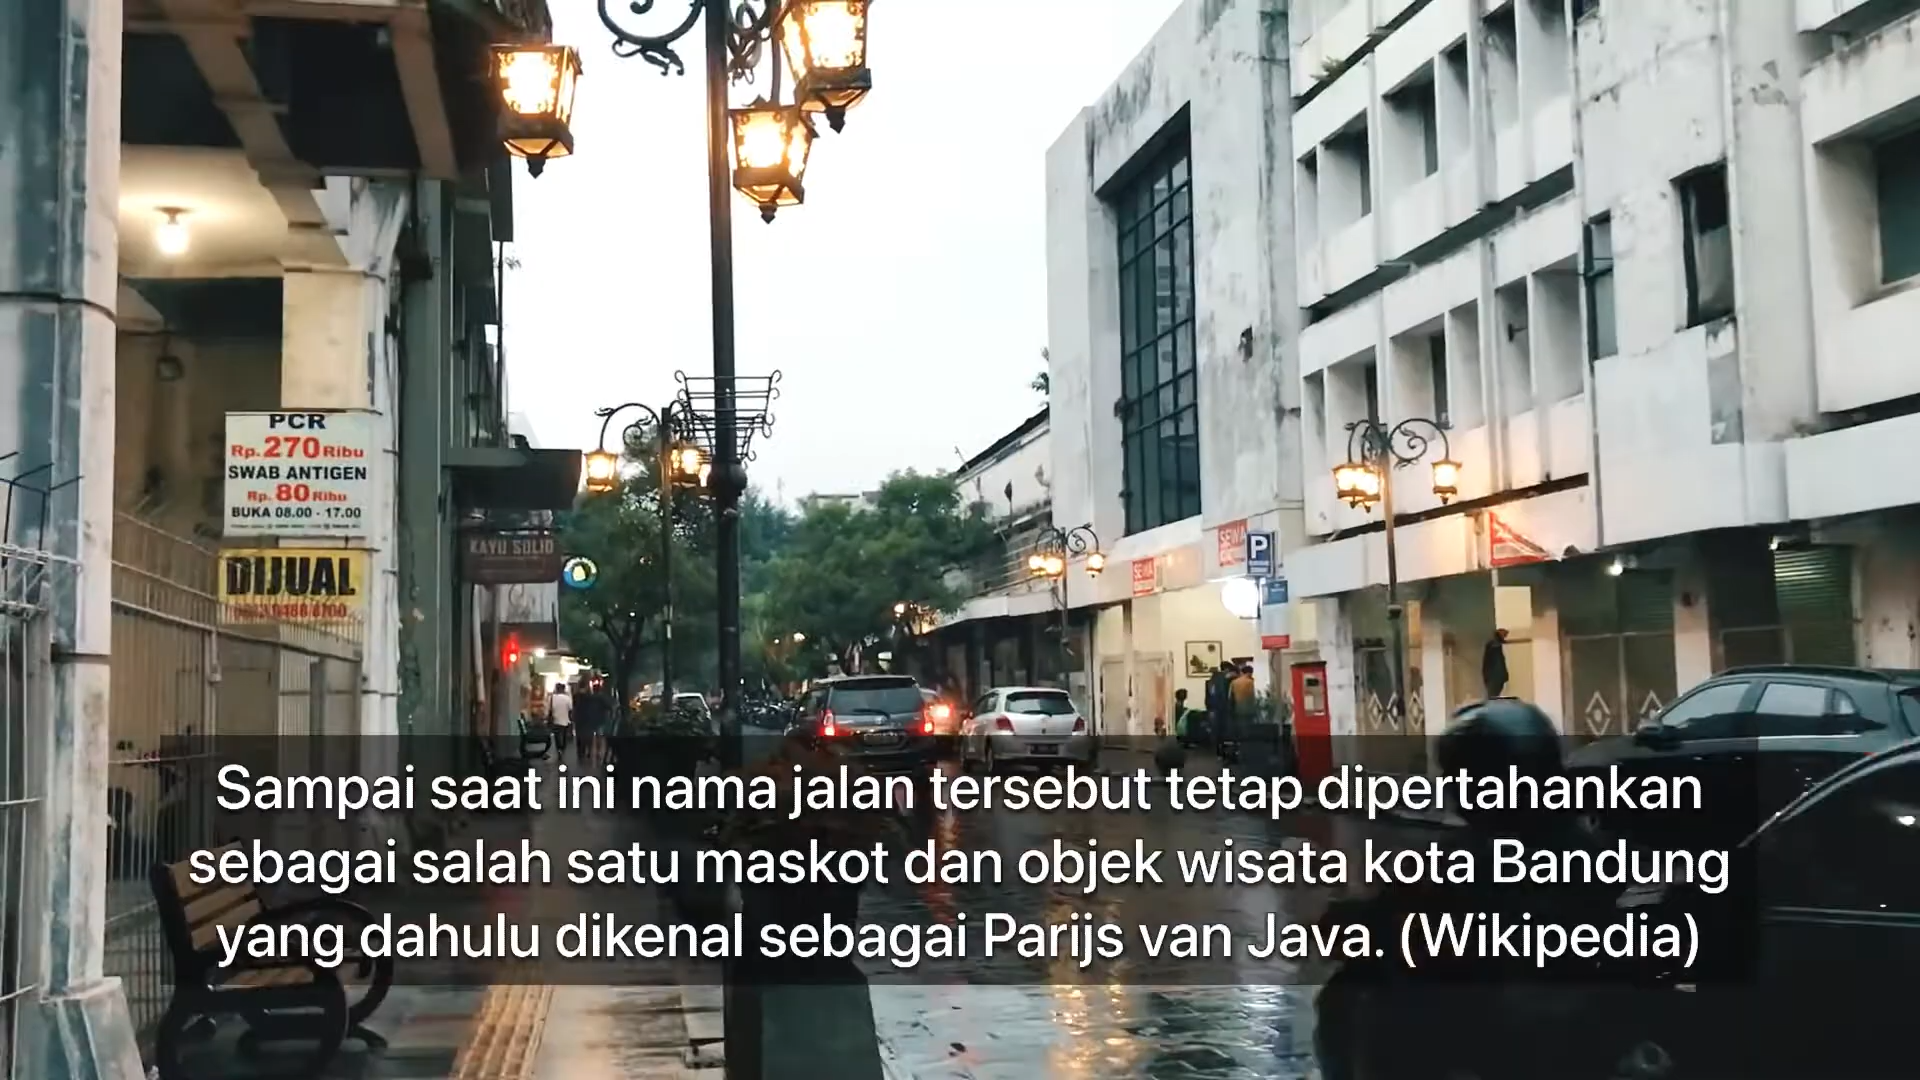 PCR
Rp. 270 Ribu
SWAB ANTIGEN
Rp. 80 Ribu
BUKA 08.00 - 17.00
DIJUAL
KAYU SOLID
SEWA
SEWA
P
Sampai saat ini nama jalan tersebut tetap dipertahankan
sebagai salah satu maskot dan objek wisata kota Bandung
yang dahulu dikenal sebagai Parijs van Java. (Wikipedia)